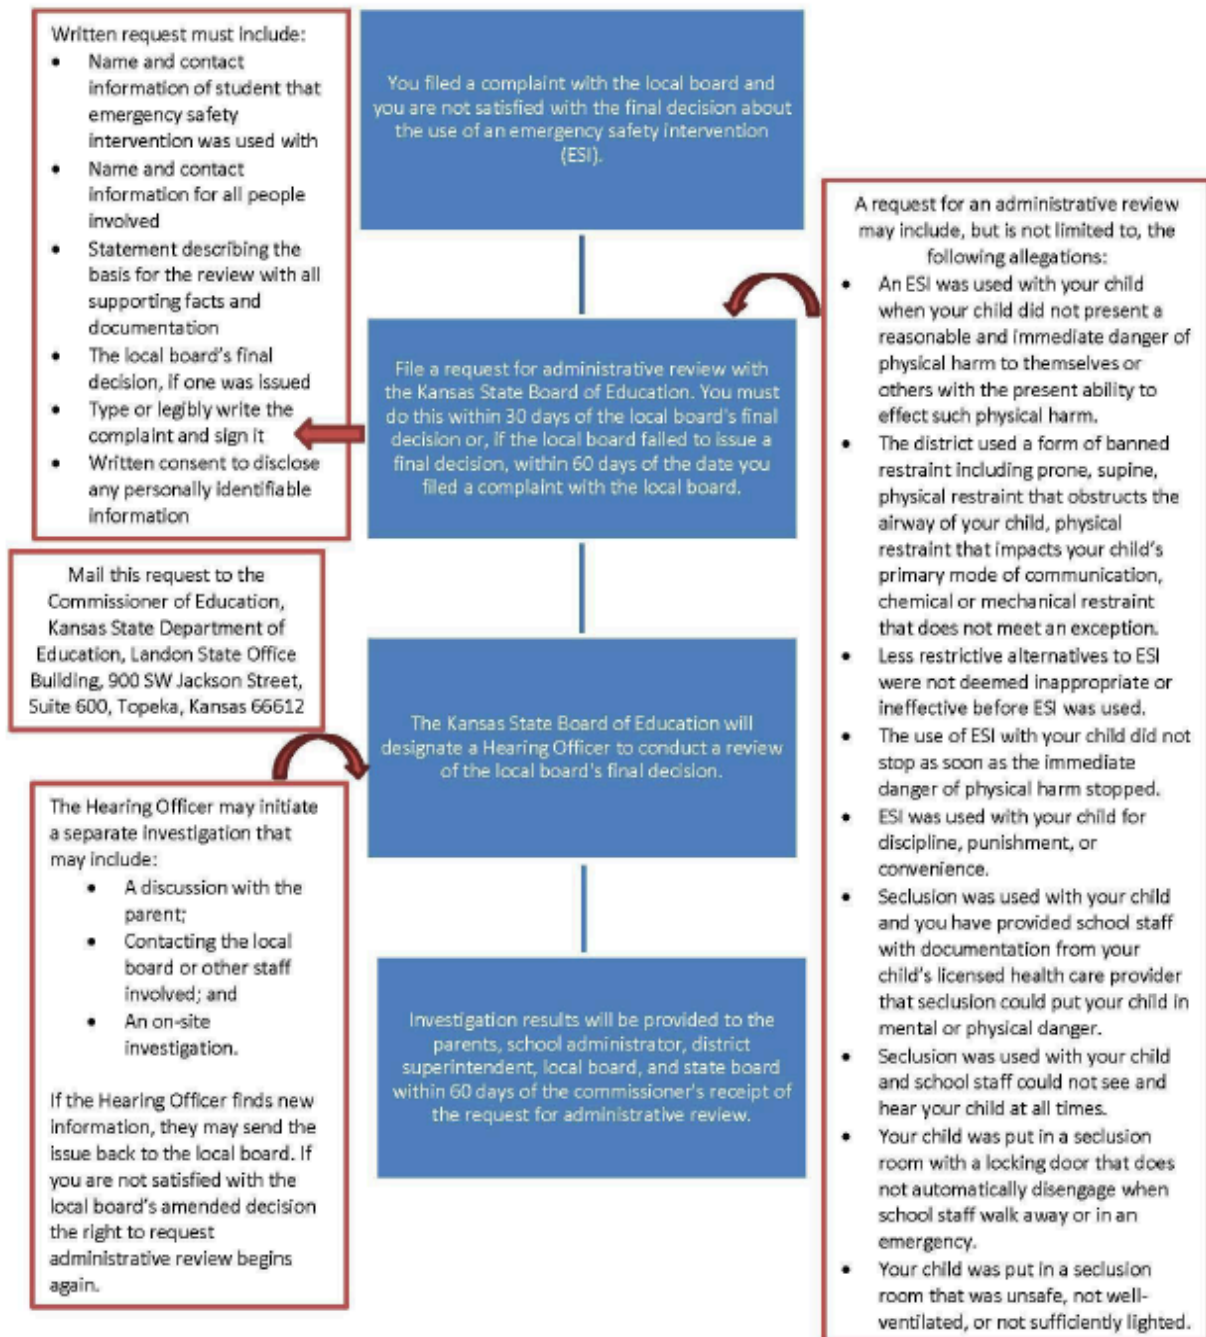 Written request must include:
• Name and contact
information of student that
emergency safety
intervention was used with
• Name and contact
information for all people
involved
• Statement describing the
basis for the review with all
supporting facts and
documentation
• The local board's final
decision, if one was issued
• Type or legibly write the
complaint and sign it
• Written consent to disclose
any personally identifiable
information
Mail this request to the
Commissioner of Education,
Kansas State Department of
Education, Landon State Office
Building, 900 SW Jackson Street,
Suite 600, Topeka, Kansas 66612
The Hearing Officer may initiate
a separate investigation that
may include:
• A discussion with the
parent;
• Contacting the local
board or other staff
involved; and
• An on-site
investigation.
If the Hearing Officer finds new
information, they may send the
issue back to the local board. If
you are not satisfied with the
local board's amended decision
the right to request
administrative review begins
again.
You filed a complaint with the local board and
you are not satisfied with the final decision about
the use of an emergency safety intervention
(ESI).
File a request for administrative review with
the Kansas State Board of Education. You must
do this within 30 days of the local board's final
decision or, if the local board failed to issue a
final decision, within 60 days of the date you
filed a complaint with the local board.
The Kansas State Board of Education will
designate a Hearing Officer to conduct a review
of the local board's final decision.
Investigation results will be provided to the
parents, school administrator, district
superintendent, local board, and state board
within 60 days of the commissioner's receipt of
the request for administrative review.
A request for an administrative review
may include, but is not limited to, the
following allegations:
• An ESI was used with your child
when your child did not present a
reasonable and immediate danger of
physical harm to themselves or
others with the present ability to
effect such physical harm.
• The district used a form of banned
restraint including prone, supine,
physical restraint that obstructs the
airway of your child, physical
restraint that impacts your child's
primary mode of communication,
chemical or mechanical restraint
that does not meet an exception.
• Less restrictive alternatives to ESI
were not deemed inappropriate or
ineffective before ESI was used.
• The use of ESI with your child did not
stop as soon as the immediate
danger of physical harm stopped.
• ESI was used with your child for
discipline, punishment, or
convenience.
• Seclusion was used with your child
and you have provided school staff
with documentation from your
child's licensed health care provider
that seclusion could put your child in
mental or physical danger.
• Seclusion was used with your child
and school staff could not see and
hear your child at all times.
• Your child was put in a seclusion
room with a locking door that does
not automatically disengage when
school staff walk away or in an
emergency.
• Your child was put in a seclusion
room that was unsafe, not well-
ventilated, or not sufficiently lighted.